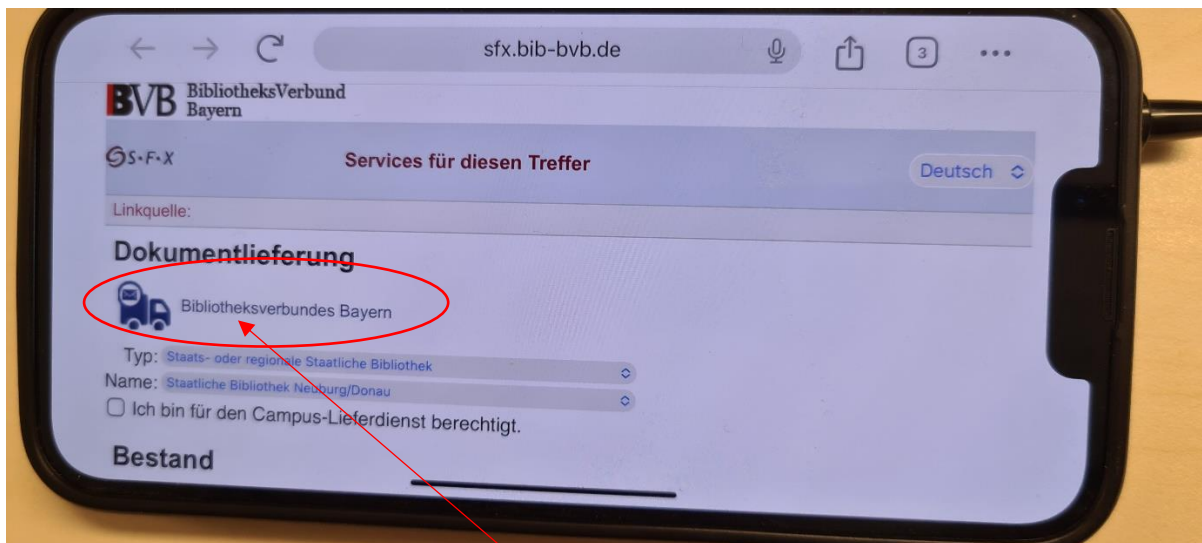 sfx.bib-bvb.de
3
BVB BibliotheksVerbund
Bayern
S·F·X Services für diesen Treffer Deutsch
Linkquelle:
Dokumentlieferung
Bibliotheksverbundes Bayern
Typ: Staats- oder regionale Staatliche Bibliothek
Name: Staatliche Bibliothek Neuburg/Donau
Ich bin für den Campus-Lieferdienst berechtigt.
Bestand